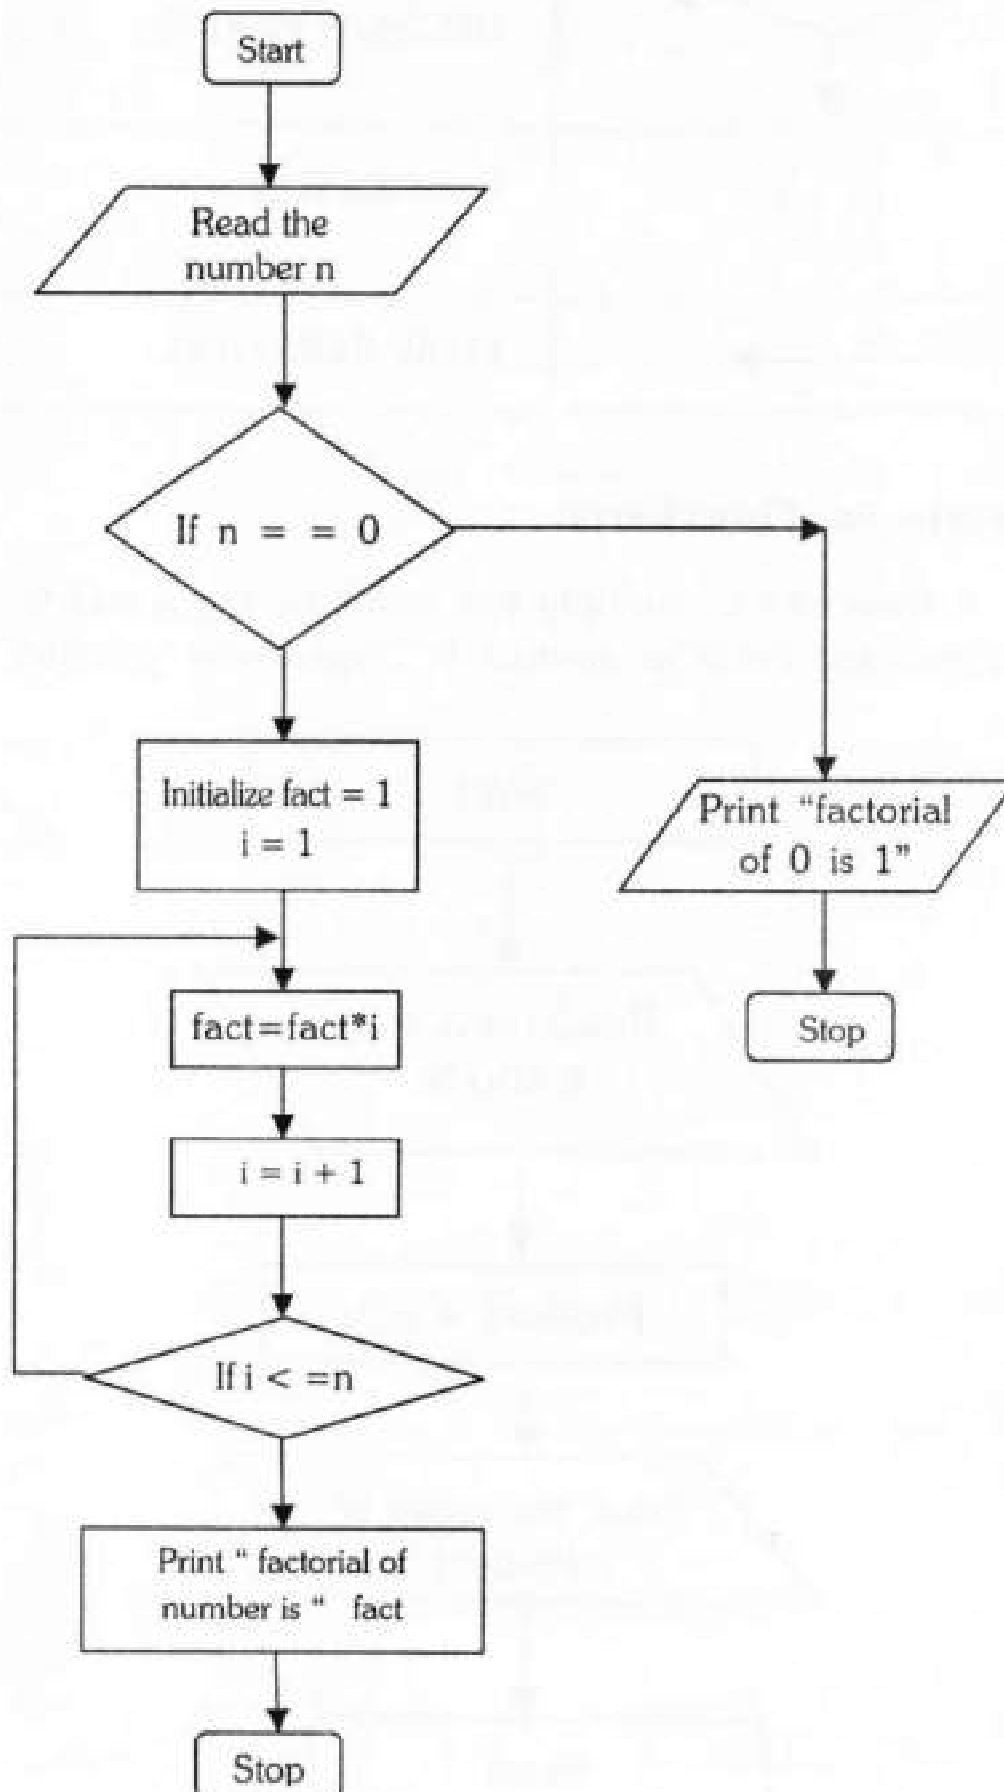 Start
Read the
number n
If n = = 0
Initialize fact = 1
i = 1
Print “factorial
of 0 is 1”
fact=fact*i
Stop
i = i + 1
If i < =n
Print “ factorial of
number is “ fact
Stop